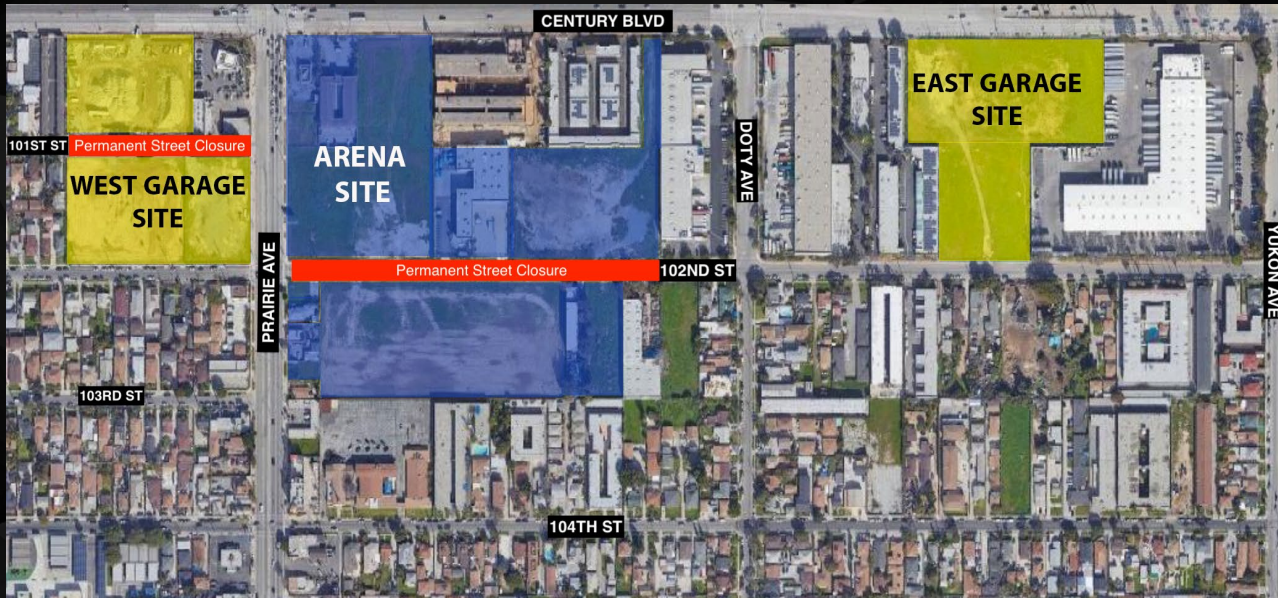 CENTURY BLVD
EAST GARAGE
SITE
101ST ST
Permanent Street Closure
ARENA
SITE
DOTY AVE
WEST GARAGE
SITE
PRAIRIE AVE
Permanent Street Closure
102ND ST
YUKON AVE
103RD ST
104TH ST